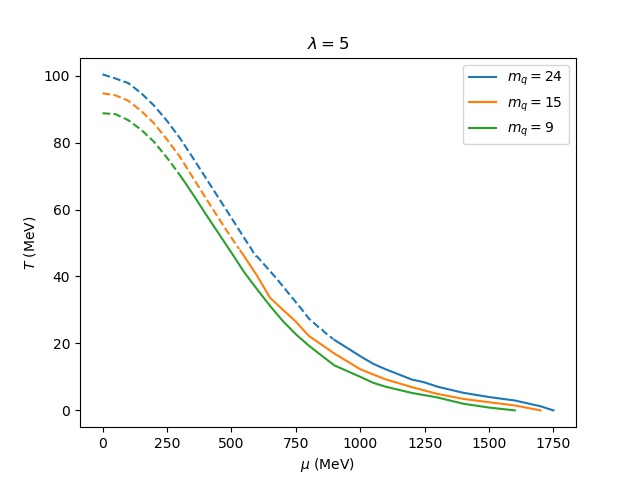 λ = 5
m_q = 24
m_q = 15
m_q = 9
T (MeV)
100
80
60
40
20
0
0 250 500 750 1000 1250 1500 1750
μ (MeV)